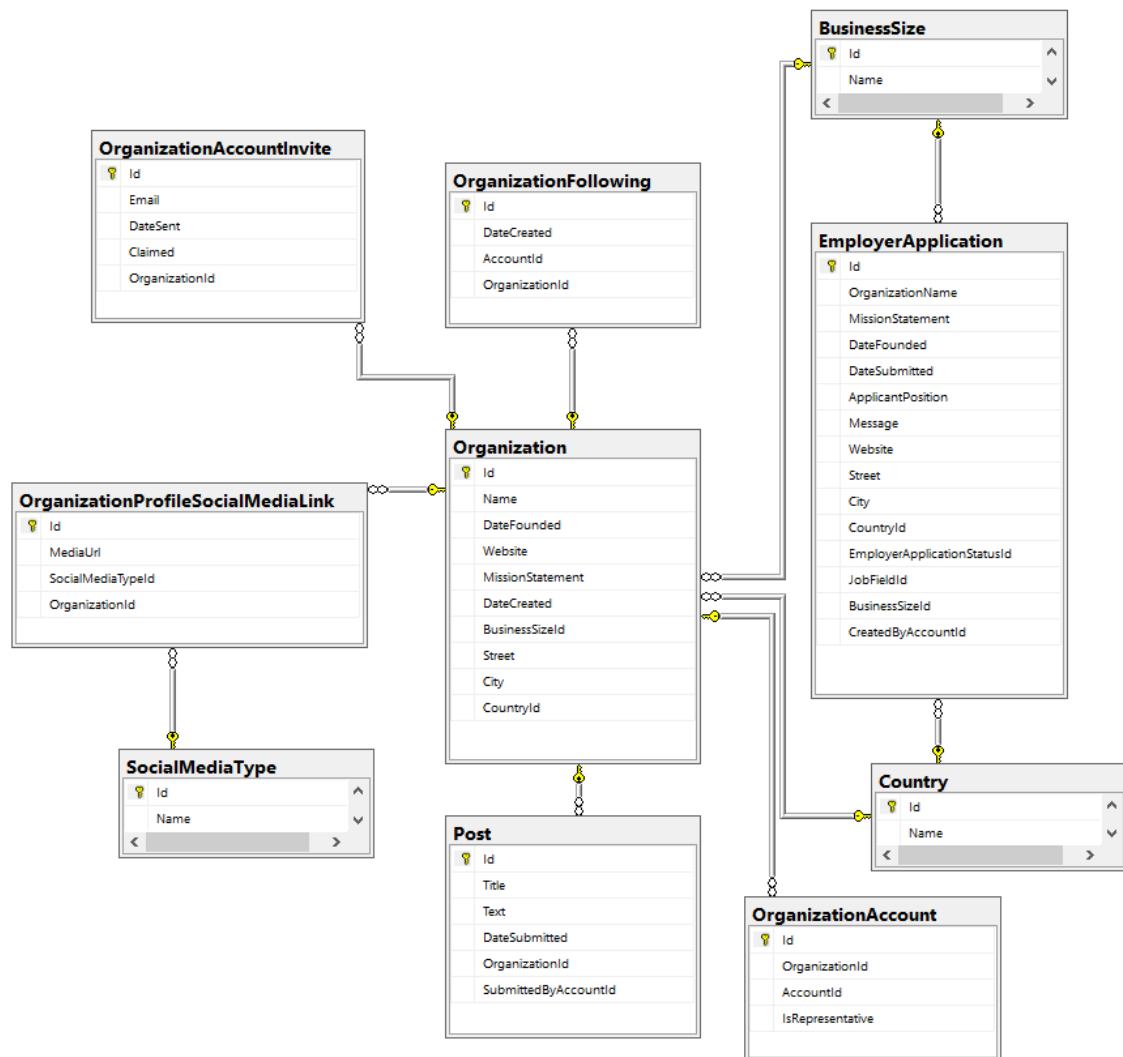 BusinessSize
Id
Name
OrganizationAccountInvite
Id
Email
DateSent
Claimed
OrganizationId
OrganizationFollowing
Id
DateCreated
AccountId
OrganizationId
EmployerApplication
Id
OrganizationName
MissionStatement
DateFounded
DateSubmitted
ApplicantPosition
Message
Website
Street
City
CountryId
EmployerApplicationStatusId
JobFieldId
BusinessSizeId
CreatedByAccountId
Organization
Id
Name
DateFounded
Website
MissionStatement
DateCreated
BusinessSizeId
Street
City
CountryId
OrganizationProfileSocialMediaLink
Id
MediaUrl
SocialMediaTypeId
OrganizationId
SocialMediaType
Id
Name
Country
Id
Name
Post
Id
Title
Text
DateSubmitted
OrganizationId
SubmittedByAccountId
OrganizationAccount
Id
OrganizationId
AccountId
IsRepresentative